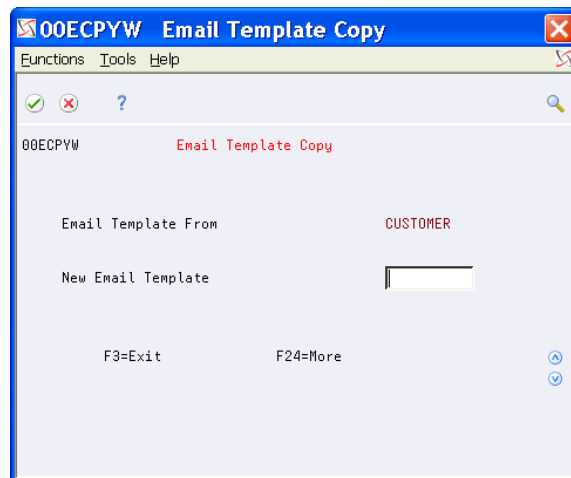 00ECPYW Email Template Copy
Functions Tools Help
?
00ECPYW Email Template Copy
Email Template From CUSTOMER
New Email Template
F3=Exit F24=More